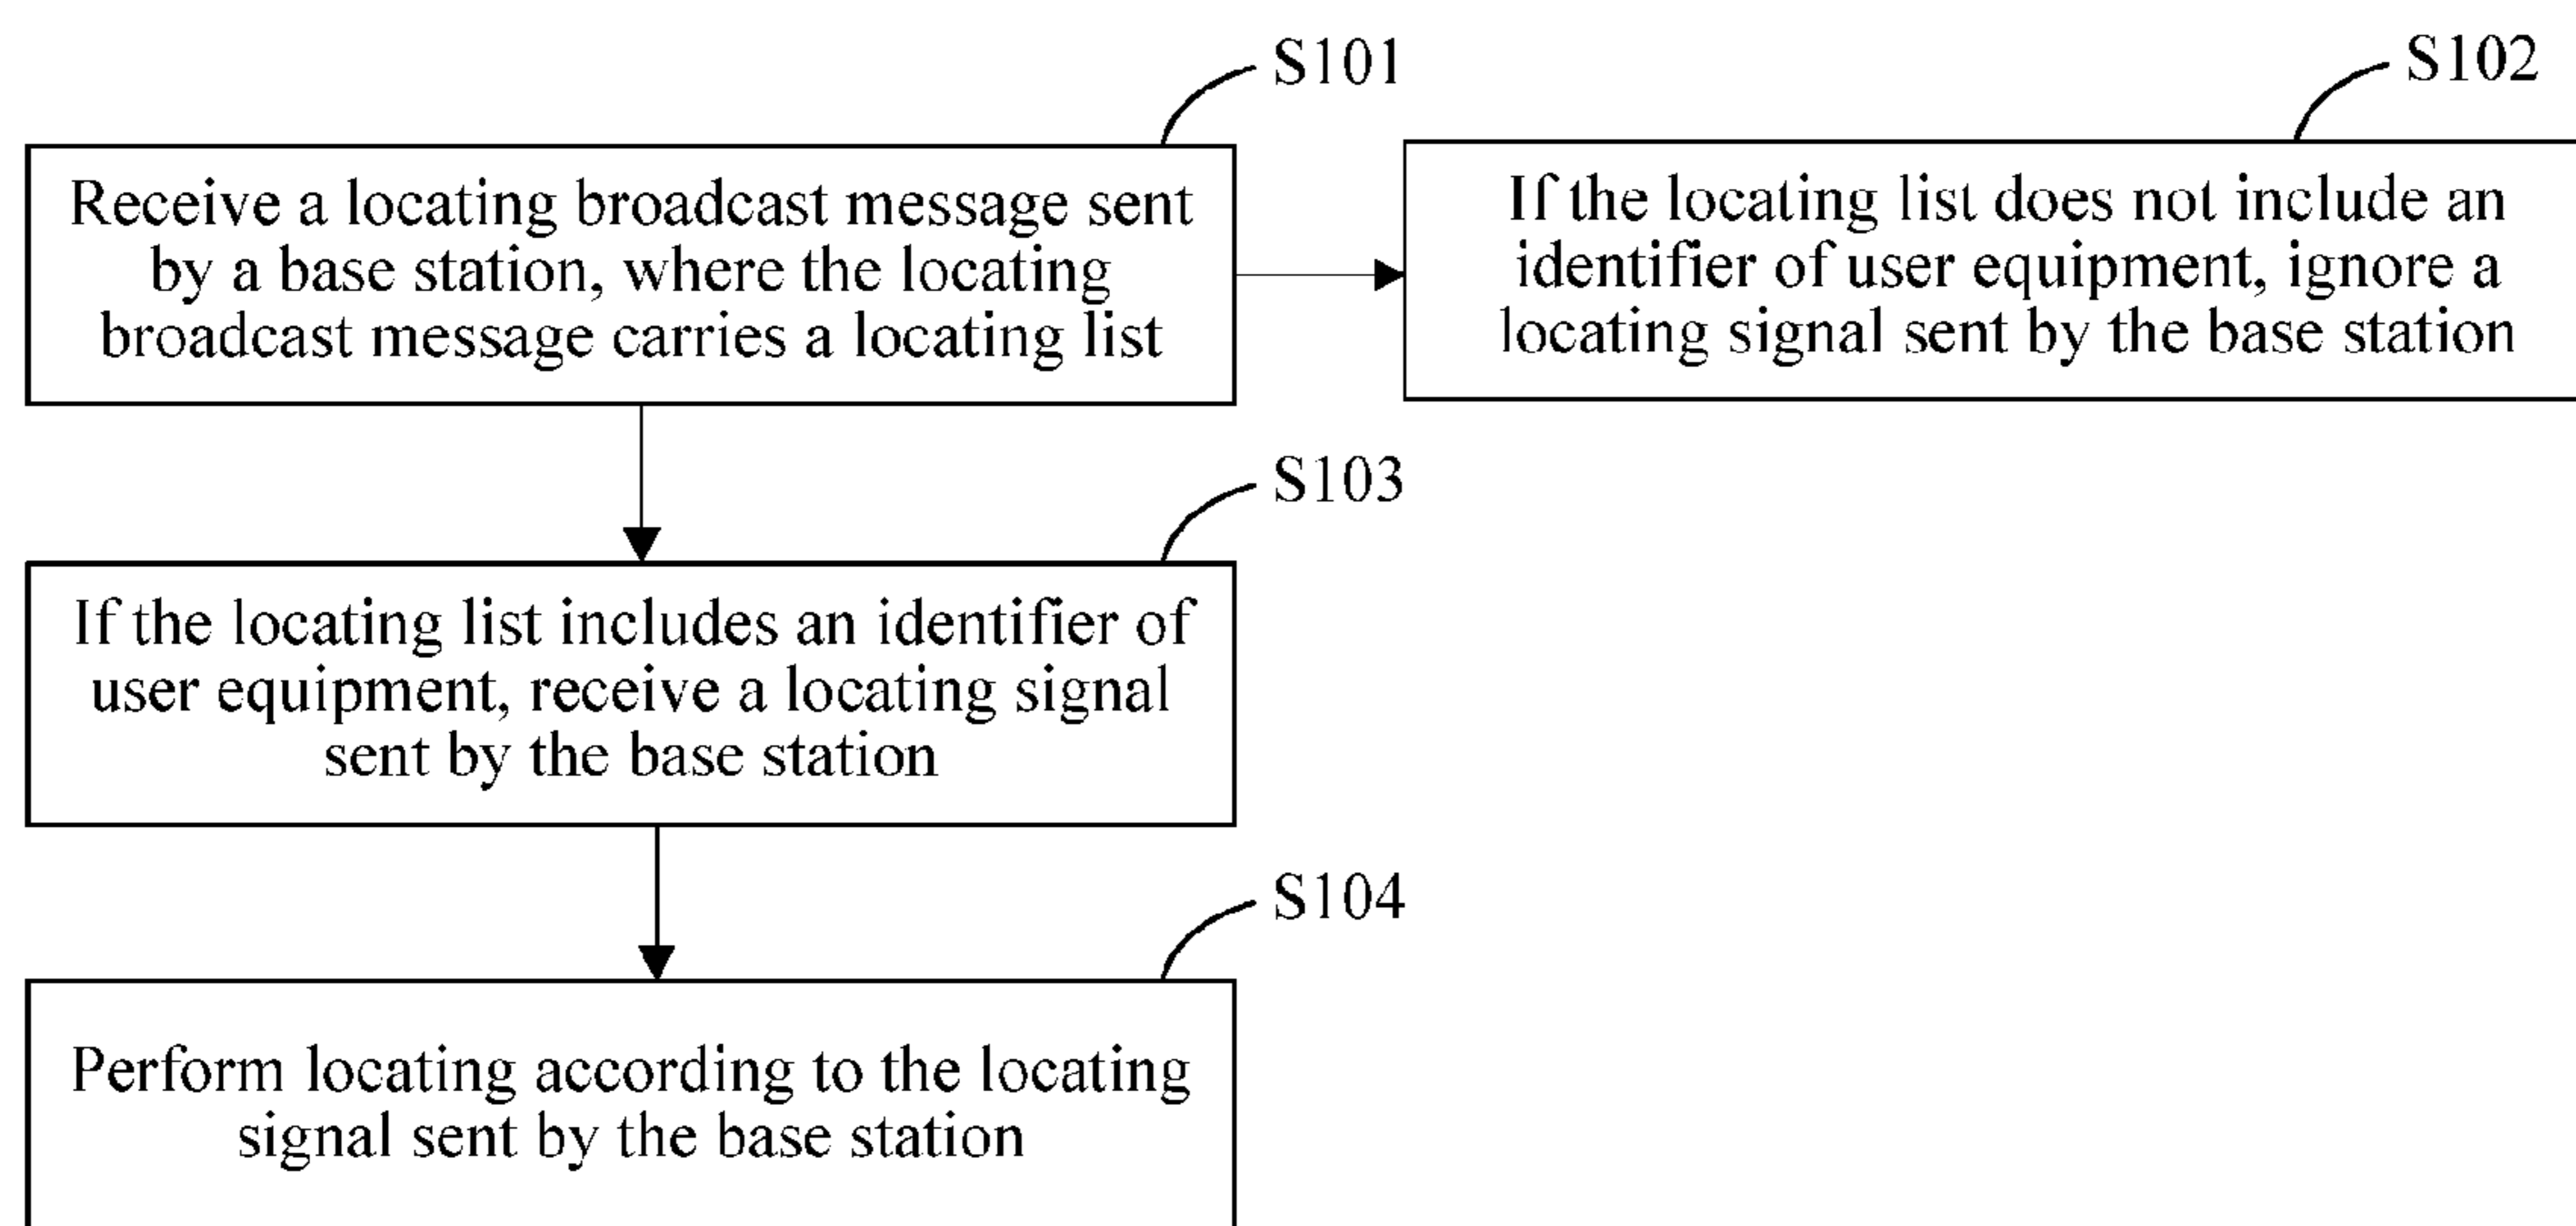 S101
Receive a locating broadcast message sent
by a base station, where the locating
broadcast message carries a locating list
S102
If the locating list does not include an
identifier of user equipment, ignore a
locating signal sent by the base station
S103
If the locating list includes an identifier of
user equipment, receive a locating signal
sent by the base station
S104
Perform locating according to the locating
signal sent by the base station